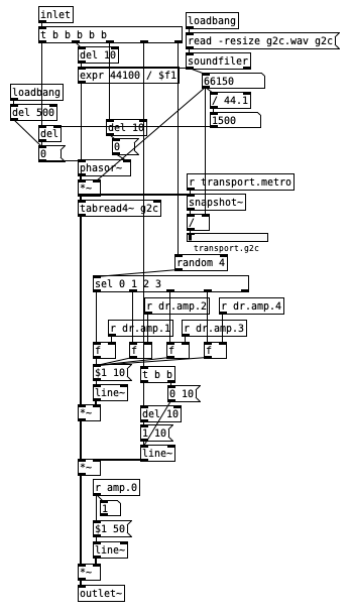 inlet
loadbang
t b b b b b
read -resize g2c.wav g2c(
del 10
soundfiler
expr 44100 / $f1
66150
loadbang
/ 44.1
del 500
1500
del
del 10
0
0
phasor~
*~
r transport.metro
tabread4~ g2c
snapshot~
/
transport.g2c
random 4
sel 0 1 2 3
r dr.amp.2
r dr.amp.4
r dr.amp.1
r dr.amp.3
f
f
f
f
$1 10
t b b
line~
0 10
*~
del 10
1 10
line~
*~
r amp.0
1
$1 50
line~
*~
outlet~